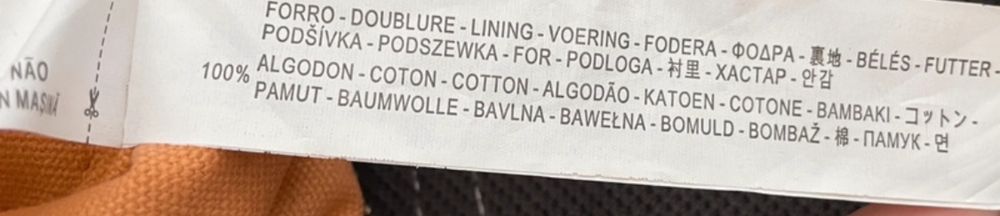 FORRO - DOUBLURE - LINING - VOERING - FODERA - ΦΟΔΡΑ - 裏地 - BÉLÉS - FUTTER -
PODŠÍVKA - PODSZEWKA - FOR - PODLOGA - 衬里 - ХАСТАР - 안감
100% ALGODON - COTON - COTTON - ALGODÃO - KATOEN - COTONE - BAMBAKI - コットン -
PAMUT - BAUMWOLLE - BAVLNA - BAWEŁNA - BOMULD - BOMBAŽ - 棉 - ПАМУК - 면
NÃO